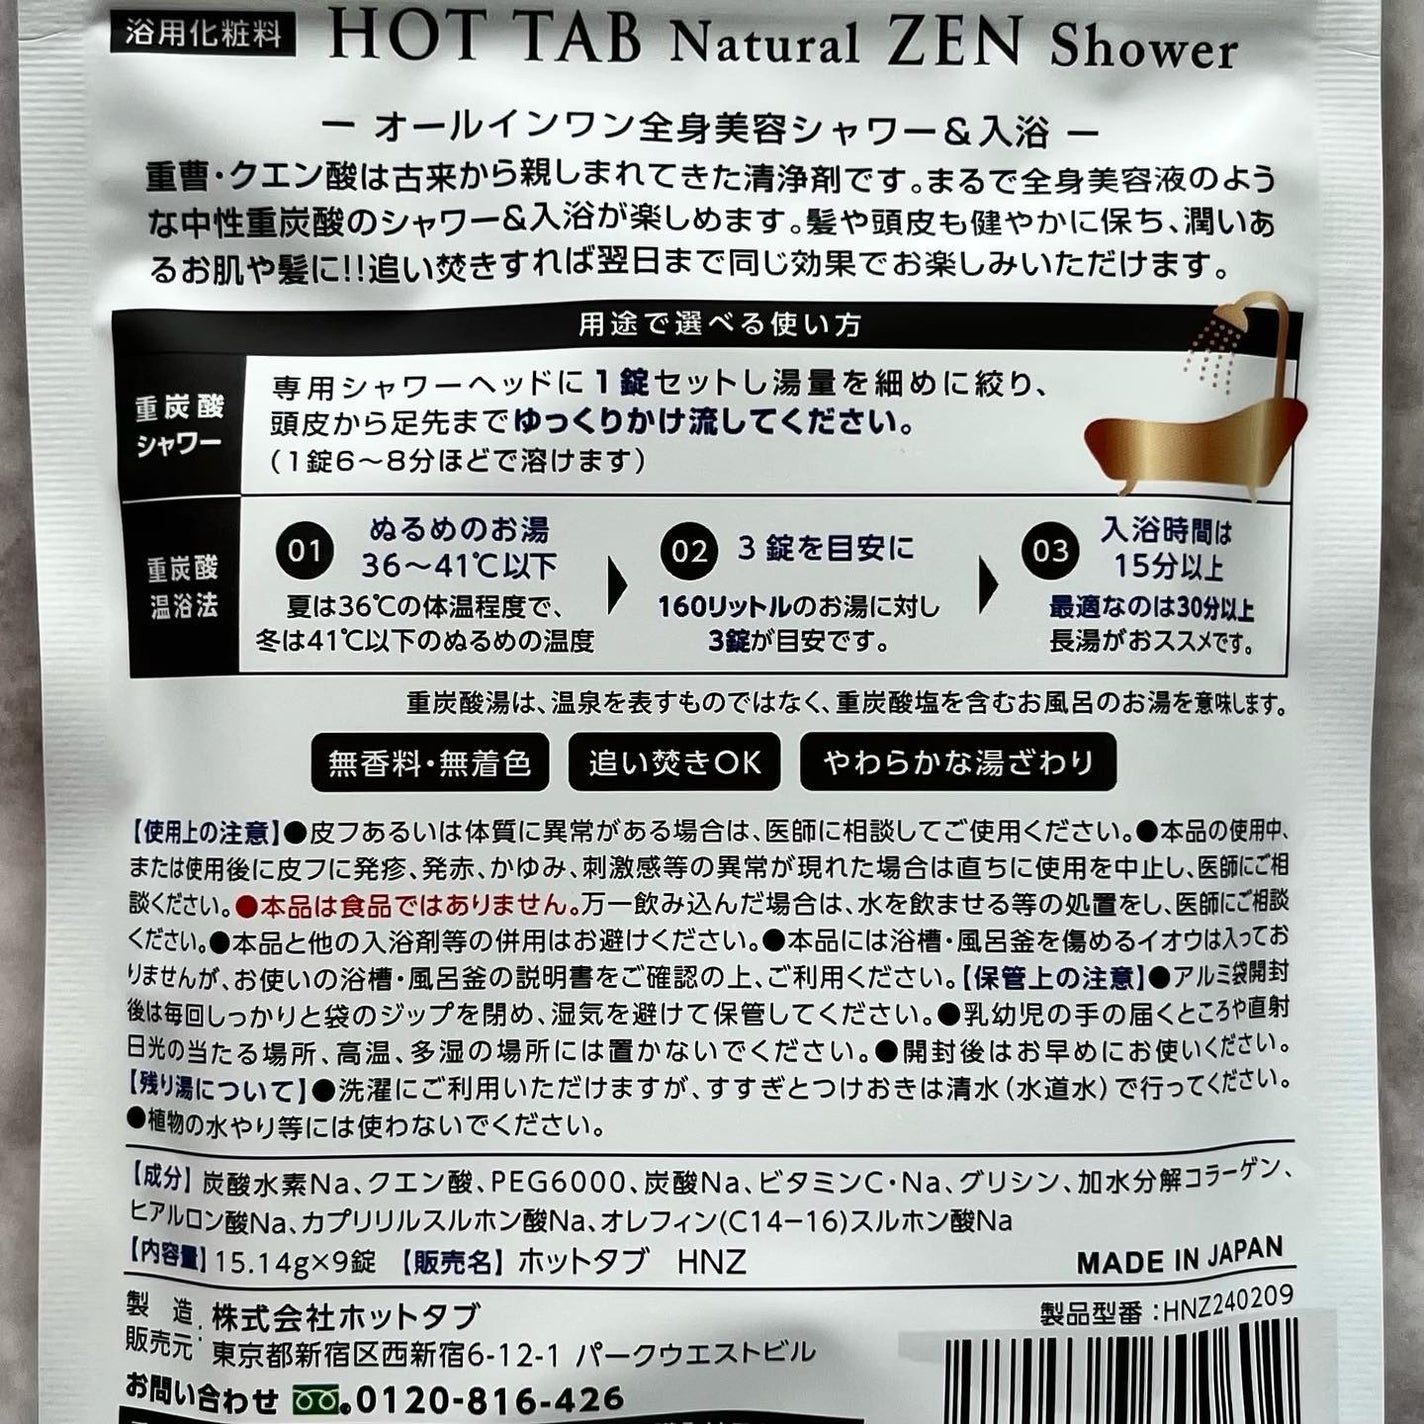 浴用化粧料 HOT TAB Natural ZEN Shower
ー オールインワン全身美容シャワー&入浴 ー
重曹・クエン酸は古来から親しまれてきた清浄剤です。まるで全身美容液のよう
な中性重炭酸のシャワー&入浴が楽しめます。髪や頭皮も健やかに保ち、潤いあ
るお肌や髪に!!追い焚きすれば翌日まで同じ効果でお楽しみいただけます。
用途で選べる使い方
重炭酸
シャワー
専用シャワーヘッドに1錠セットし湯量を細めに絞り、
頭皮から足先までゆっくりかけ流してください。
(1錠6〜8分ほどで溶けます)
重炭酸
温浴法
01 ぬるめのお湯
36〜41℃以下
夏は36℃の体温程度で、
冬は41℃以下のぬるめの温度
02 3錠を目安に
160リットルのお湯に対し
3錠が目安です。
03 入浴時間は
15分以上
最適なのは30分以上
長湯がおススメです。
重炭酸湯は、温泉を表すものではなく、重炭酸塩を含むお風呂のお湯を意味します。
無香料・無着色 追い焚きOK やわらかな湯ざわり
【使用上の注意】●皮フあるいは体質に異常がある場合は、医師に相談してご使用ください。●本品の使用中、
または使用後に皮フに発疹、発赤、かゆみ、刺激感等の異常が現れた場合は直ちに使用を中止し、医師にご相
談ください。●本品は食品ではありません。万一飲み込んだ場合は、水を飲ませる等の処置をし、医師にご相談
ください。●本品と他の入浴剤等の併用はお避けください。●本品には浴槽・風呂釜を傷めるイオウは入ってお
りませんが、お使いの浴槽・風呂釜の説明書をご確認の上、ご利用ください。【保管上の注意】●アルミ袋開封
後は毎回しっかりと袋のジップを閉め、湿気を避けて保管してください。●乳幼児の手の届くところや直射
日光の当たる場所、高温、多湿の場所には置かないでください。●開封後はお早めにお使いください。
【残り湯について】●洗濯にご利用いただけますが、すすぎとつけおきは清水(水道水)で行ってください。
●植物の水やり等には使わないでください。
【成分】炭酸水素Na、クエン酸、PEG6000、炭酸Na、ビタミンC・Na、グリシン、加水分解コラーゲン、
ヒアルロン酸Na、カプリリルスルホン酸Na、オレフィン(C14−16)スルホン酸Na
【内容量】15.14g×9錠 【販売名】ホットタブ HNZ
MADE IN JAPAN
製造・販売元: 株式会社ホットタブ
東京都新宿区西新宿6-12-1 パークウエストビル
お問い合わせ 0120-816-426
製品型番:HNZ240209